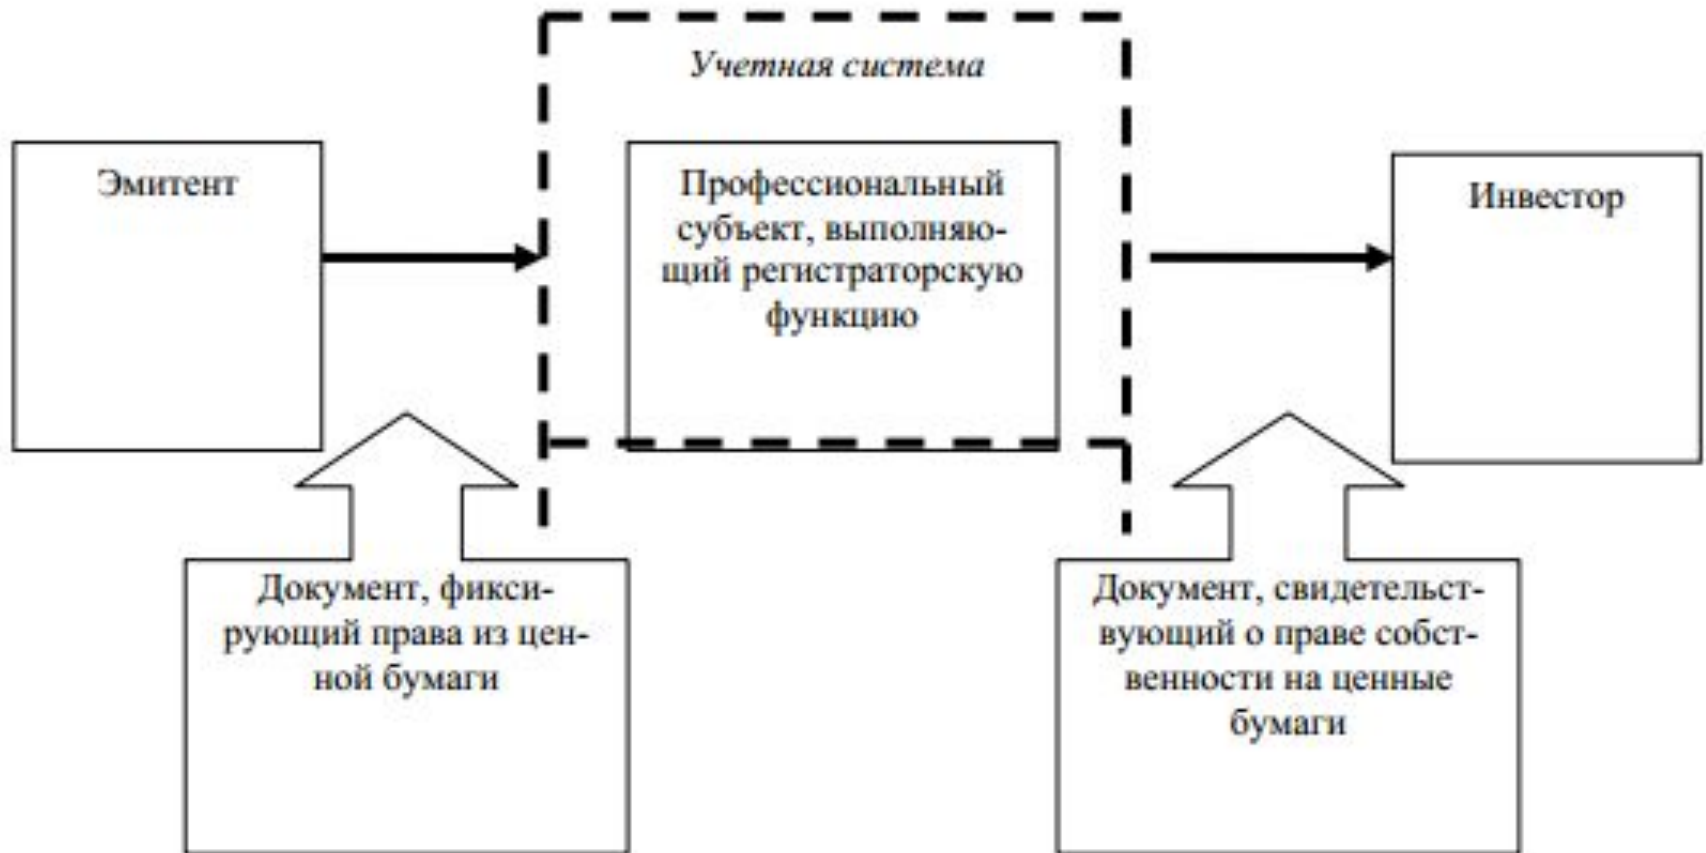 Учетная система
Эмитент
Профессиональный
субъект, выполняю-
щий регистраторскую
функцию
Инвестор
Документ, фикси-
рующий права из цен-
ной бумаги
Документ, свидетельст-
вующий о праве собст-
венности на ценные
бумаги